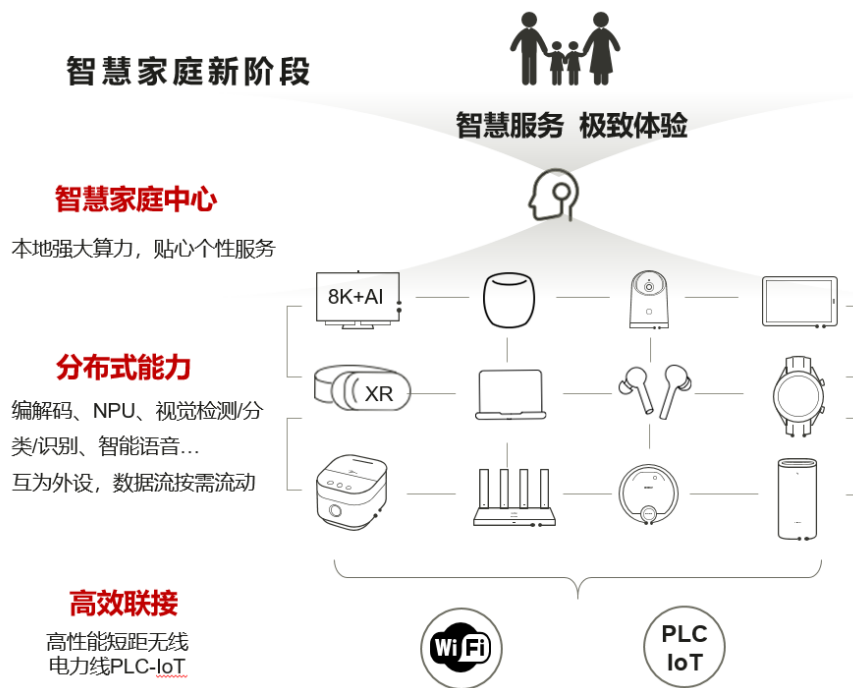 智慧家庭新阶段
智慧服务 极致体验
智慧家庭中心
本地强大算力，贴心个性服务
8K+AI
分布式能力
XR
编解码、NPU、视觉检测/分
类/识别、智能语音...
互为外设，数据流按需流动
高效联接
高性能短距无线
电力线PLC-IoT
Wi Fi
PLC
IoT